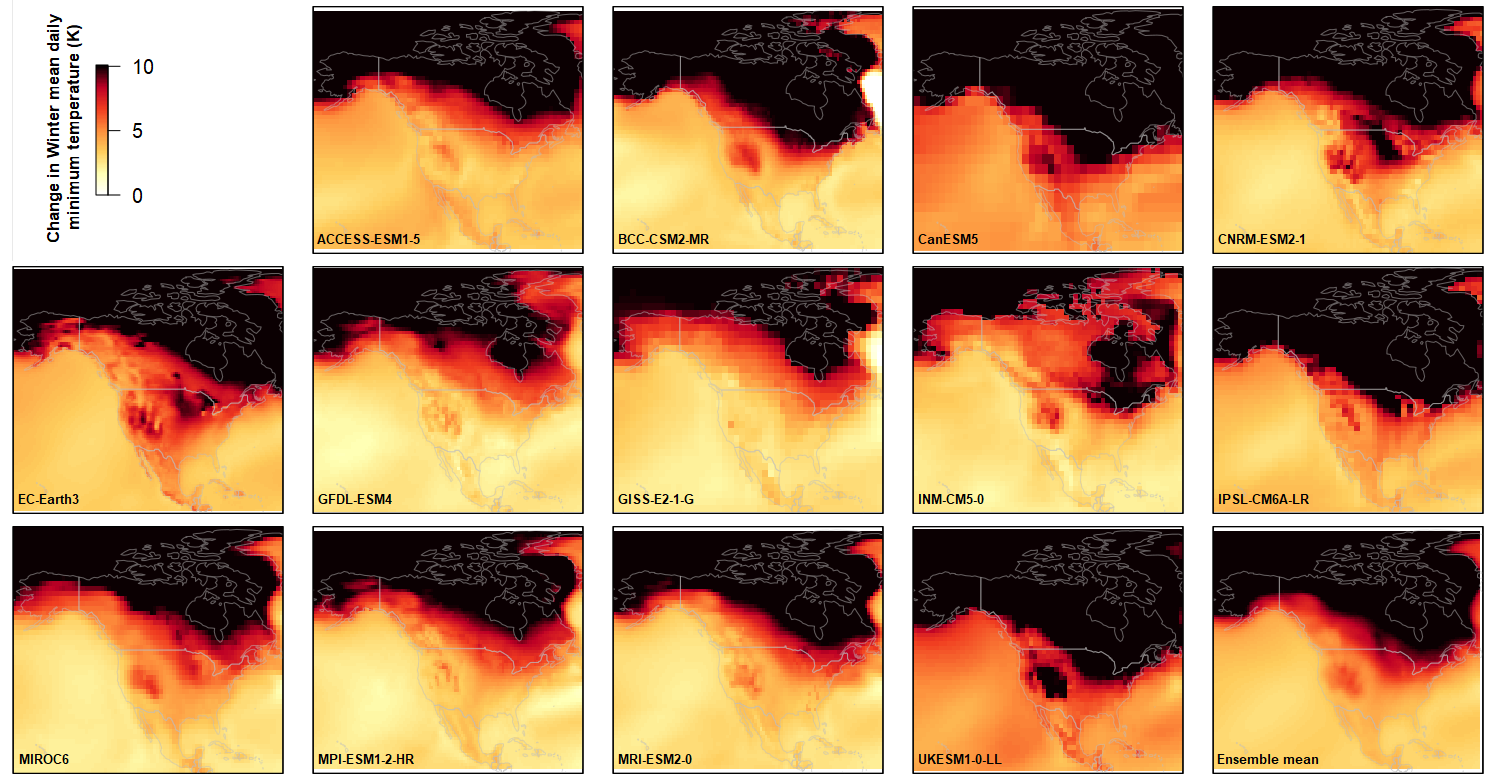 Change in Winter mean daily
minimum temperature (K)
10
5
0
ACCESS-ESM1-5
BCC-CSM2-MR
CanESM5
CNRM-ESM2-1
EC-Earth3
GFDL-ESM4
GISS-E2-1-G
INM-CM5-0
IPSL-CM6A-LR
MIROC6
MPI-ESM1-2-HR
MRI-ESM2-0
UKESM1-0-LL
Ensemble mean